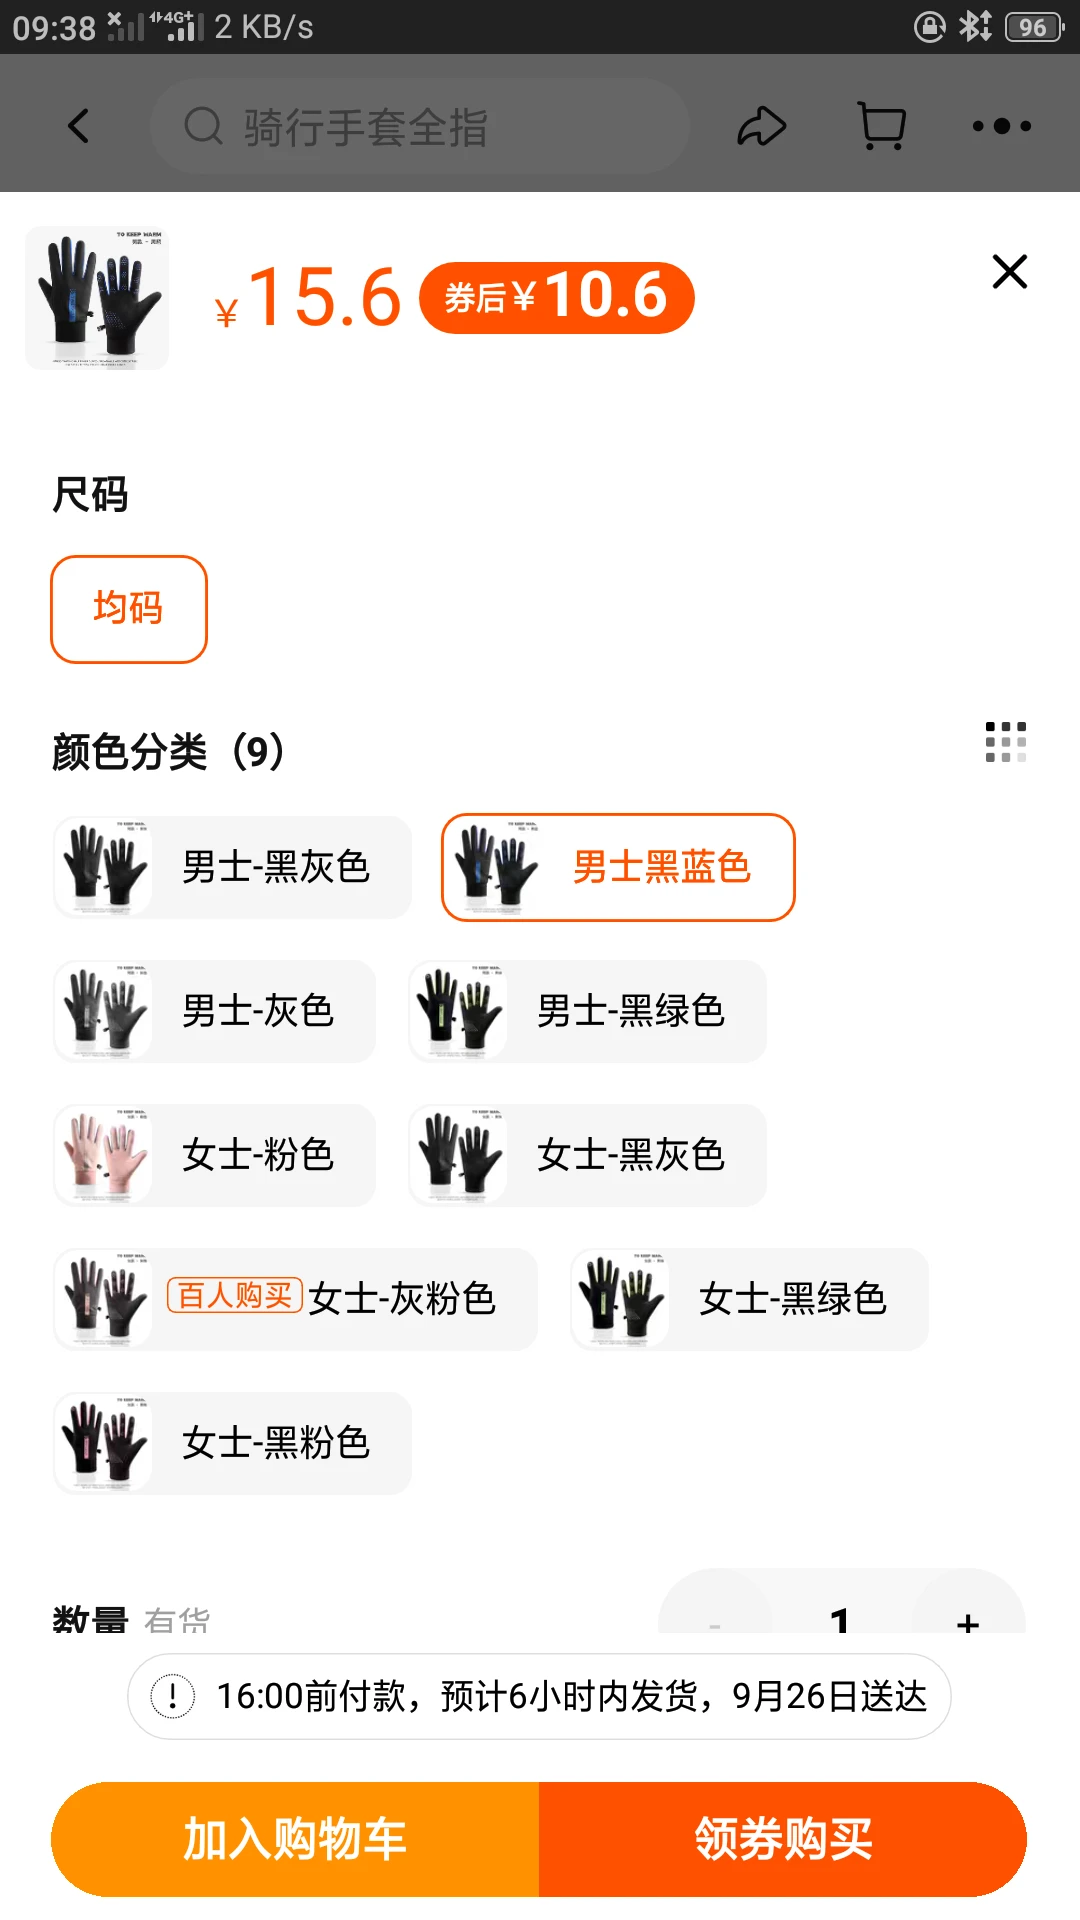 09:38 4G+ 2 KB/s 96
骑行手套全指
TO KEEP WARM
¥15.6 券后¥10.6
尺码
均码
颜色分类（9）
男士-黑灰色 男士黑蓝色
男士-灰色 男士-黑绿色
女士-粉色 女士-黑灰色
百人购买 女士-灰粉色 女士-黑绿色
女士-黑粉色
数量 有货 - 1 +
16:00前付款，预计6小时内发货，9月26日送达
加入购物车 领券购买